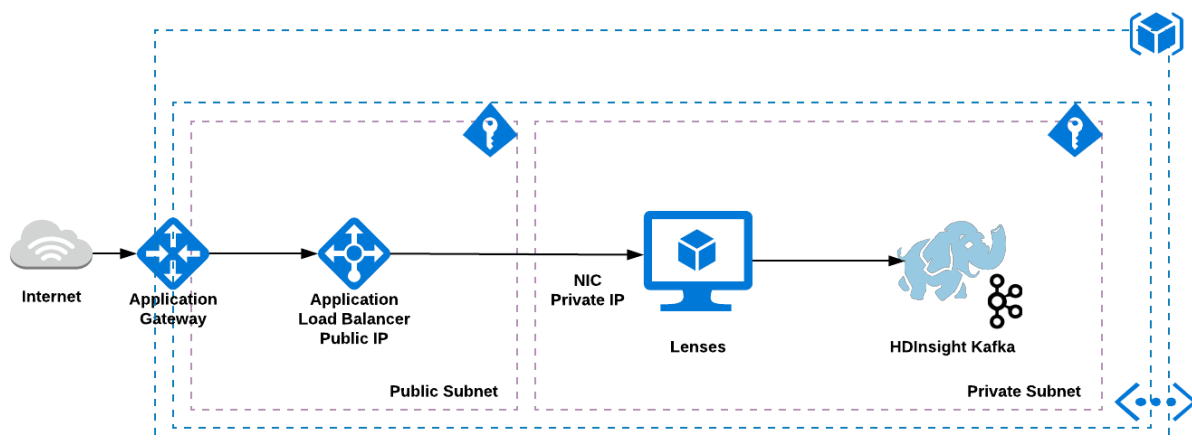 Internet
Application
Gateway
Application
Load Balancer
Public IP
NIC
Private IP
Lenses
HDInsight Kafka
Public Subnet
Private Subnet